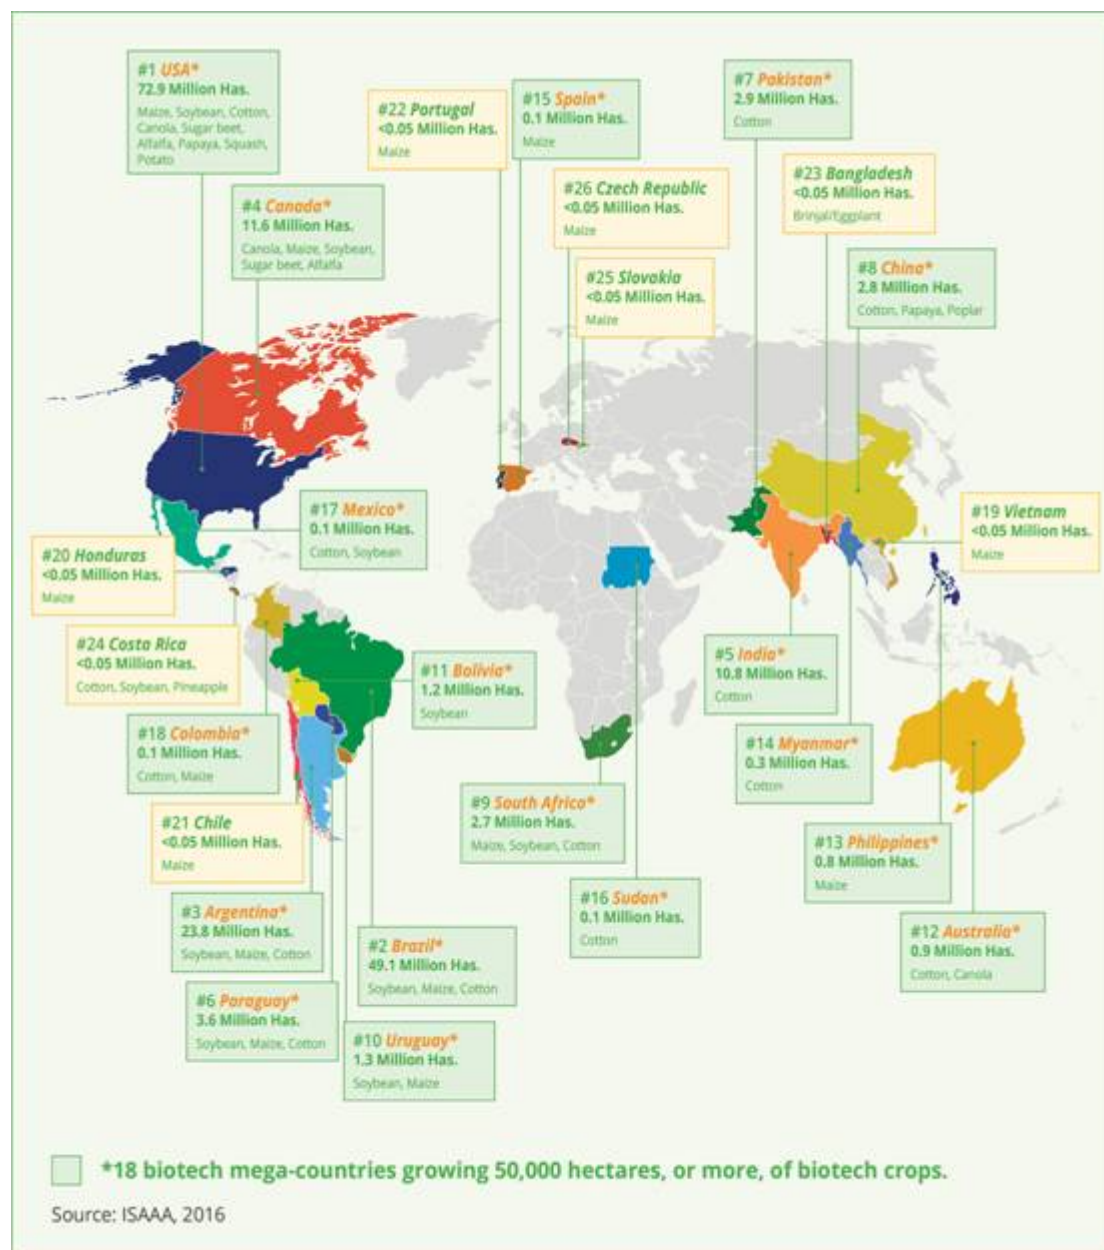 #1 USA*
72.9 Million Has.
Maize, Soybean, Cotton,
Canola, Sugar beet,
Alfalfa, Papaya, Squash,
Potato
#22 Portugal
<0.05 Million Has.
Maize
#15 Spain*
0.1 Million Has.
Maize
#7 Pakistan*
2.9 Million Has.
Cotton
#4 Canada*
11.6 Million Has.
Canola, Maize, Soybean,
Sugar beet, Alfalfa
#26 Czech Republic
<0.05 Million Has.
Maize
#23 Bangladesh
<0.05 Million Has.
Brinjal/Eggplant
#25 Slovakia
<0.05 Million Has.
Maize
#8 China*
2.8 Million Has.
Cotton, Papaya, Poplar
#17 Mexico*
0.1 Million Has.
Cotton, Soybean
#19 Vietnam
<0.05 Million Has.
Maize
#20 Honduras
<0.05 Million Has.
Maize
#24 Costa Rica
<0.05 Million Has.
Cotton, Soybean, Pineapple
#11 Bolivia*
1.2 Million Has.
Soybean
#5 India*
10.8 Million Has.
Cotton
#18 Colombia*
0.1 Million Has.
Cotton, Maize
#14 Myanmar*
0.3 Million Has.
Cotton
#9 South Africa*
2.7 Million Has.
Maize, Soybean, Cotton
#21 Chile
<0.05 Million Has.
Maize
#13 Philippines*
0.8 Million Has.
Maize
#16 Sudan*
0.1 Million Has.
Cotton
#3 Argentina*
23.8 Million Has.
Soybean, Maize, Cotton
#2 Brazil*
49.1 Million Has.
Soybean, Maize, Cotton
#12 Australia*
0.9 Million Has.
Cotton, Canola
#6 Paraguay*
3.6 Million Has.
Soybean, Maize, Cotton
#10 Uruguay*
1.3 Million Has.
Soybean, Maize
*18 biotech mega-countries growing 50,000 hectares, or more, of biotech crops.
Source: ISAAA, 2016